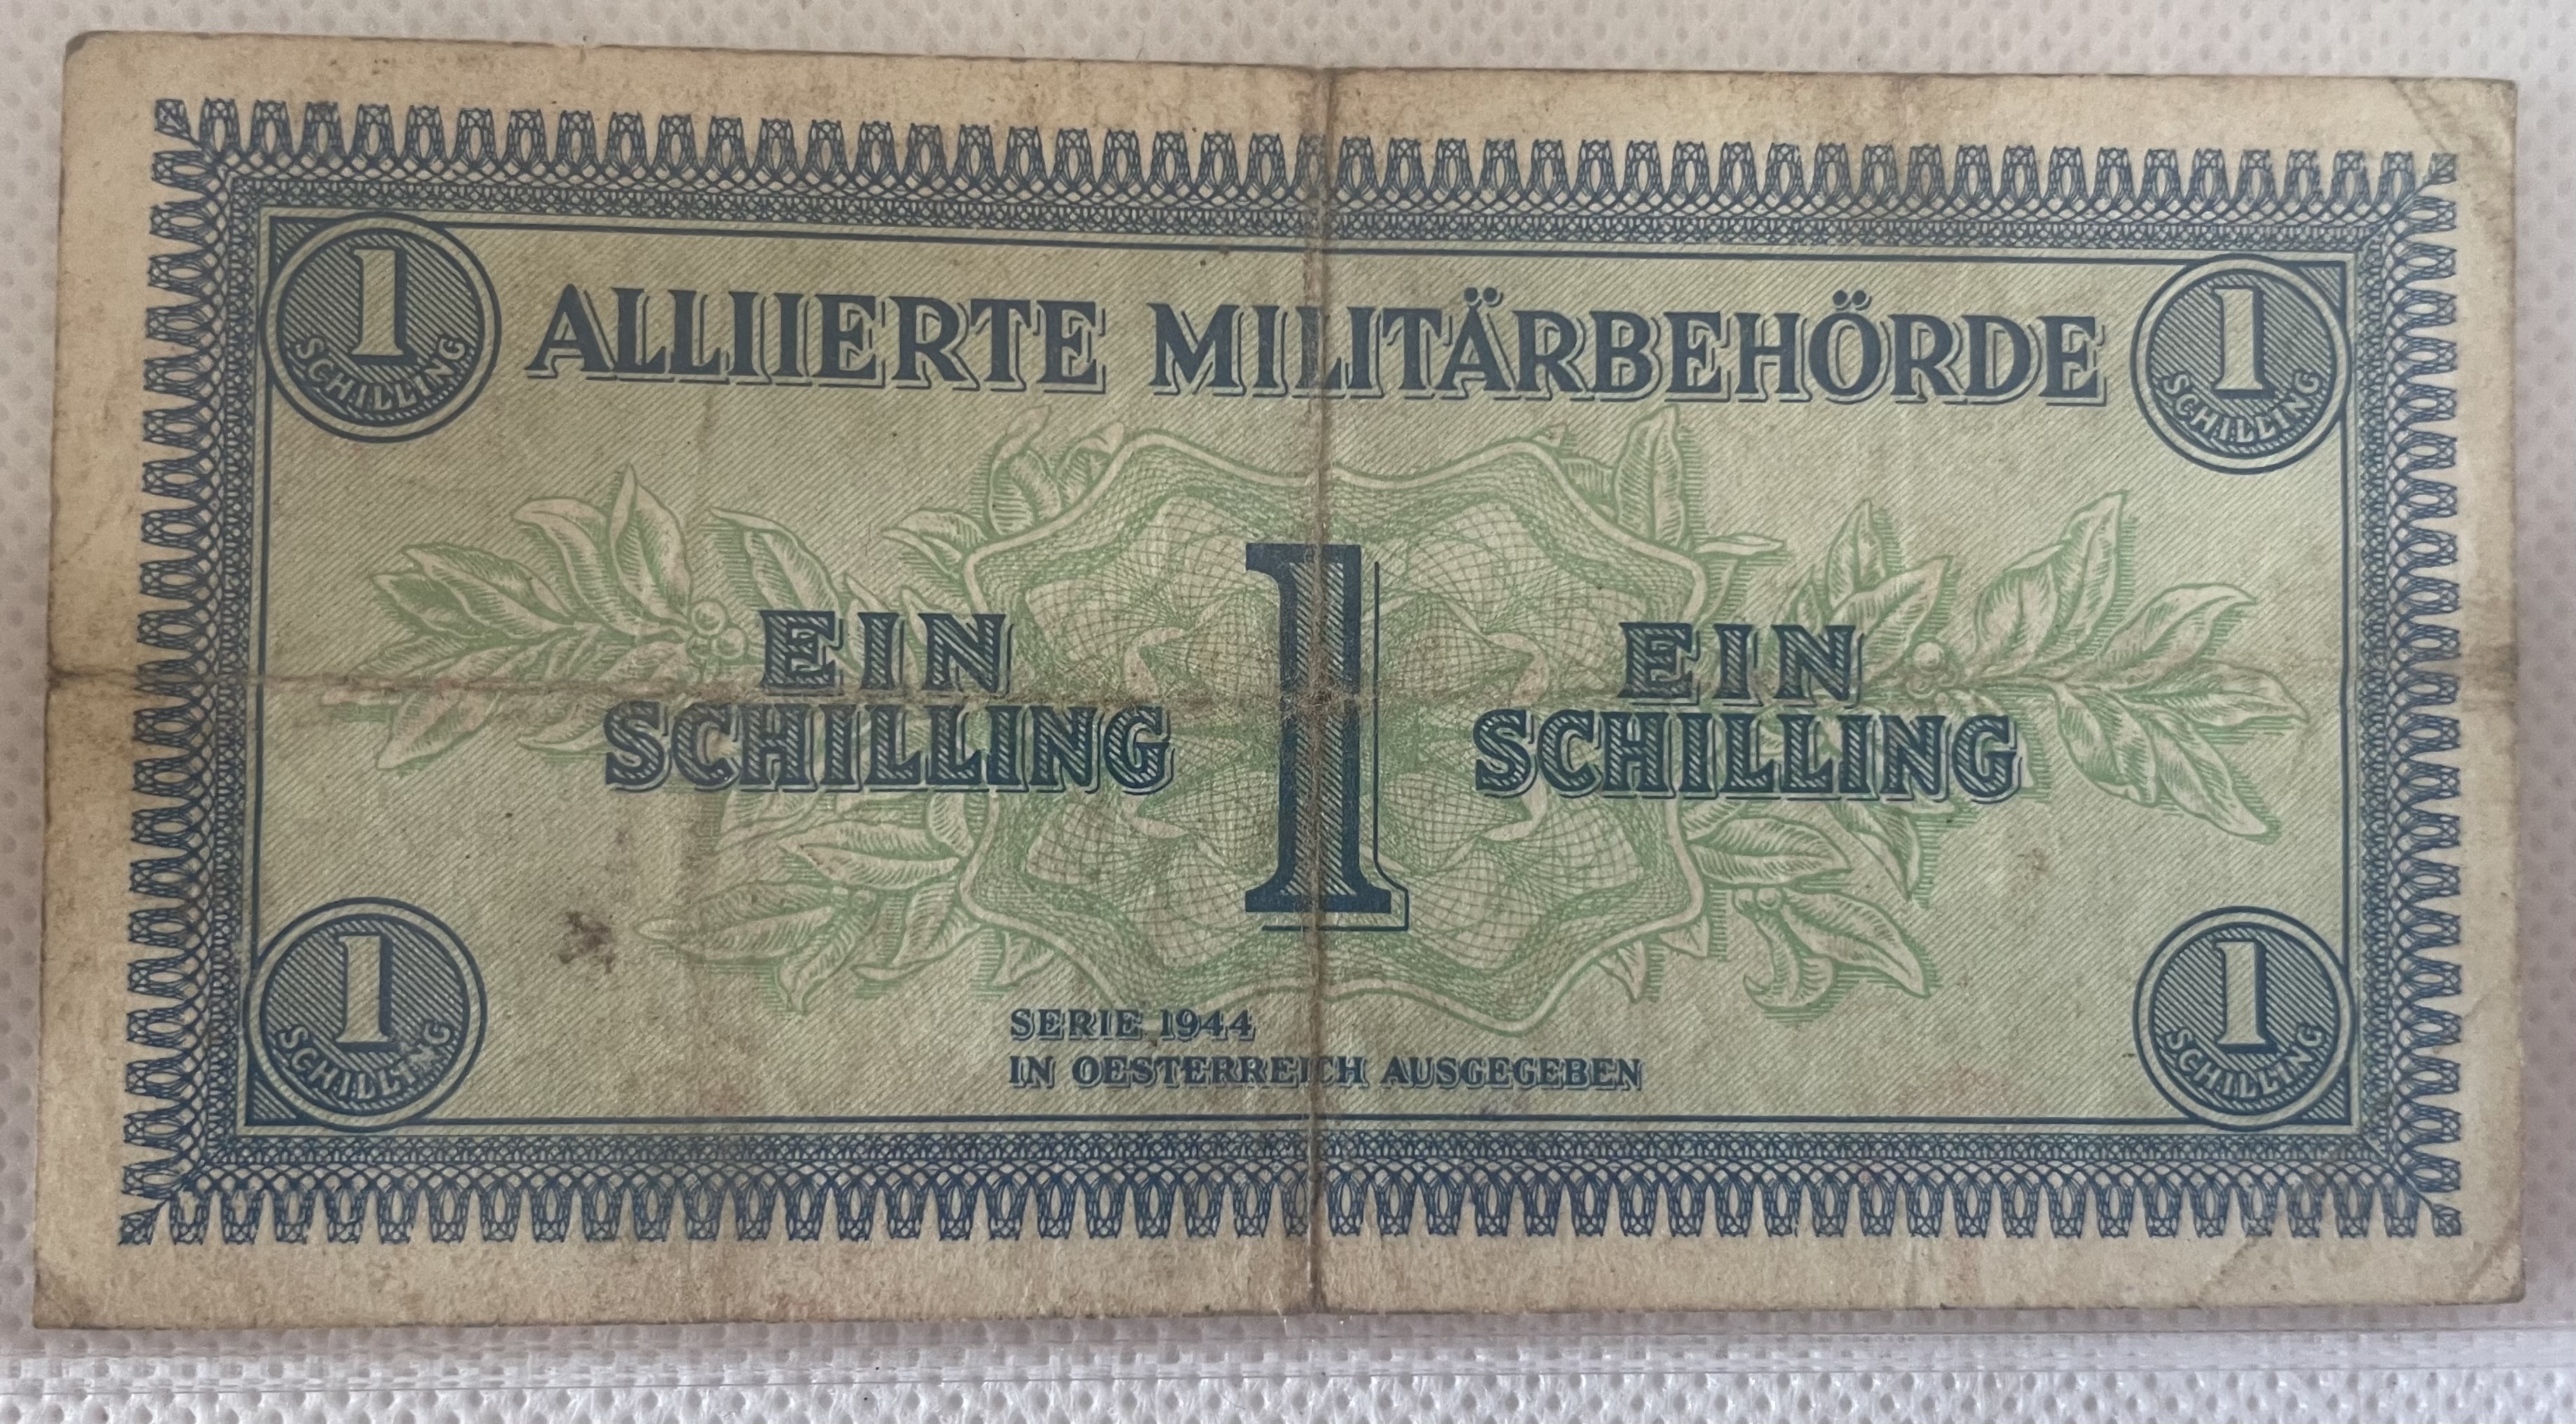 1 SCHILLING
ALLIIERTE MILITÄRBEHÖRDE
1 SCHILLING
EIN
SCHILLING
1
EIN
SCHILLING
1 SCHILLING
SERIE 1944
IN OESTERREICH AUSGEGEBEN
1 SCHILLING